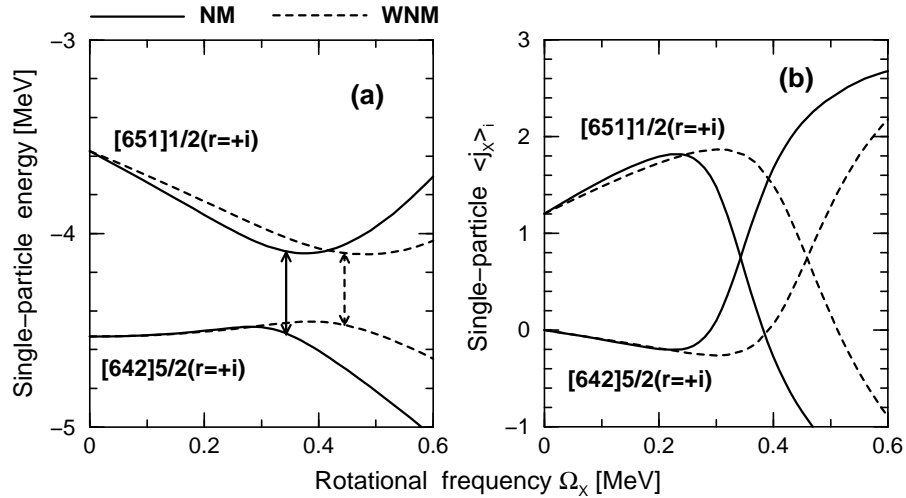 NM WNM
Single−particle energy [MeV]
−3
−4
−5
(a)
[651]1/2(r=+i)
[642]5/2(r=+i)
0 0.2 0.4 0.6
Single−particle <jX>i
3
2
1
0
−1
(b)
[651]1/2(r=+i)
[642]5/2(r=+i)
0 0.2 0.4 0.6
Rotational frequency ΩX [MeV]